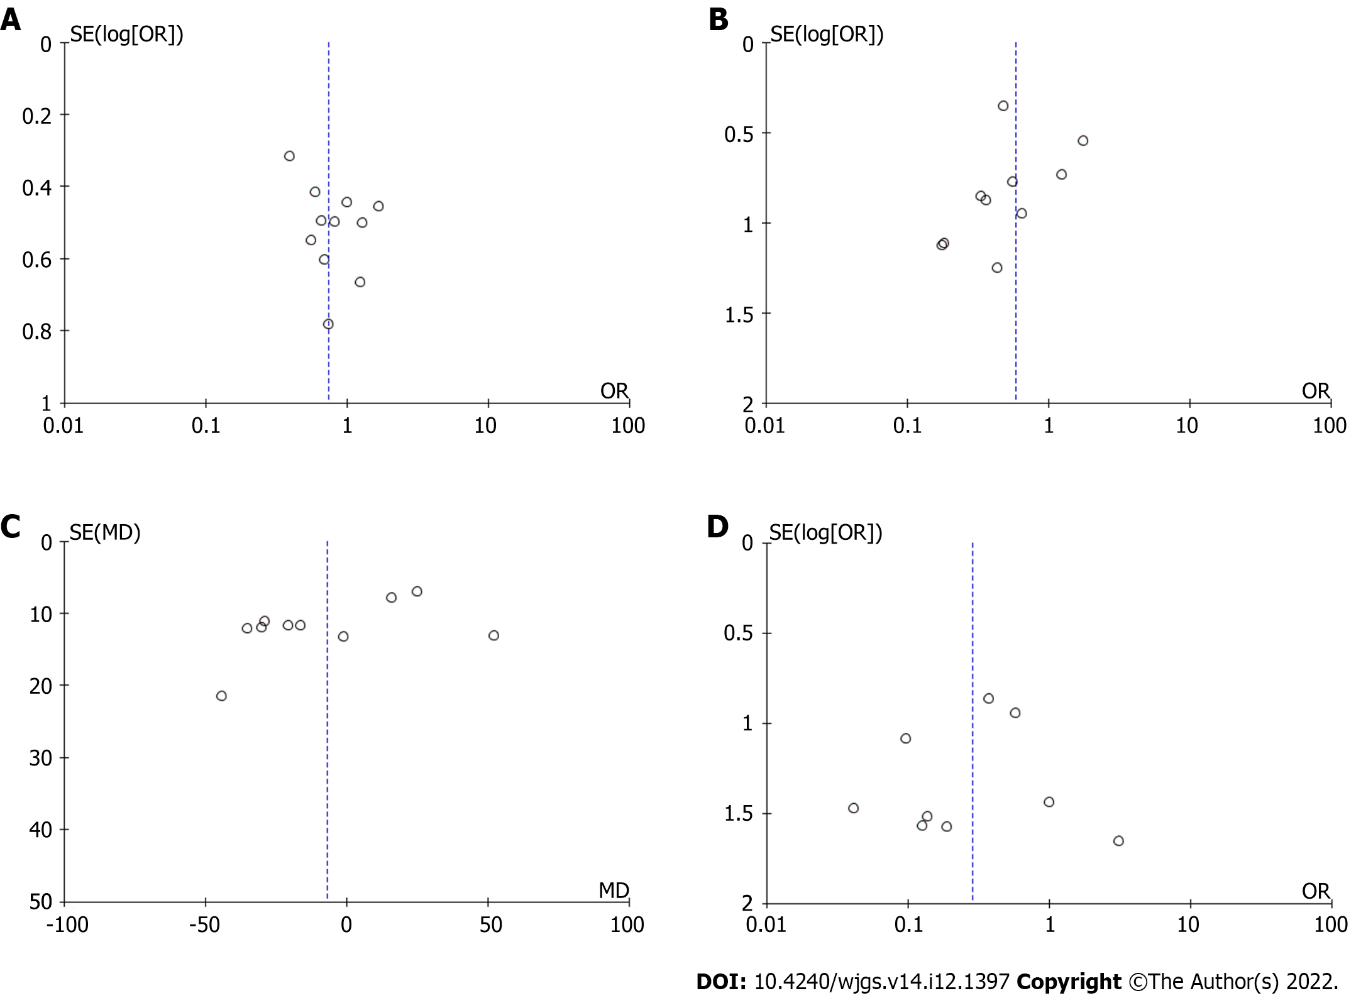 A
SE(log[OR])
0
0.2
0.4
0.6
0.8
1
OR
0.01 0.1 1 10 100
B
SE(log[OR])
0
0.5
1
1.5
2
OR
0.01 0.1 1 10 100
C
SE(MD)
0
10
20
30
40
50
MD
-100 -50 0 50 100
D
SE(log[OR])
0
0.5
1
1.5
2
OR
0.01 0.1 1 10 100
DOI: 10.4240/wjgs.v14.i12.1397 Copyright ©The Author(s) 2022.